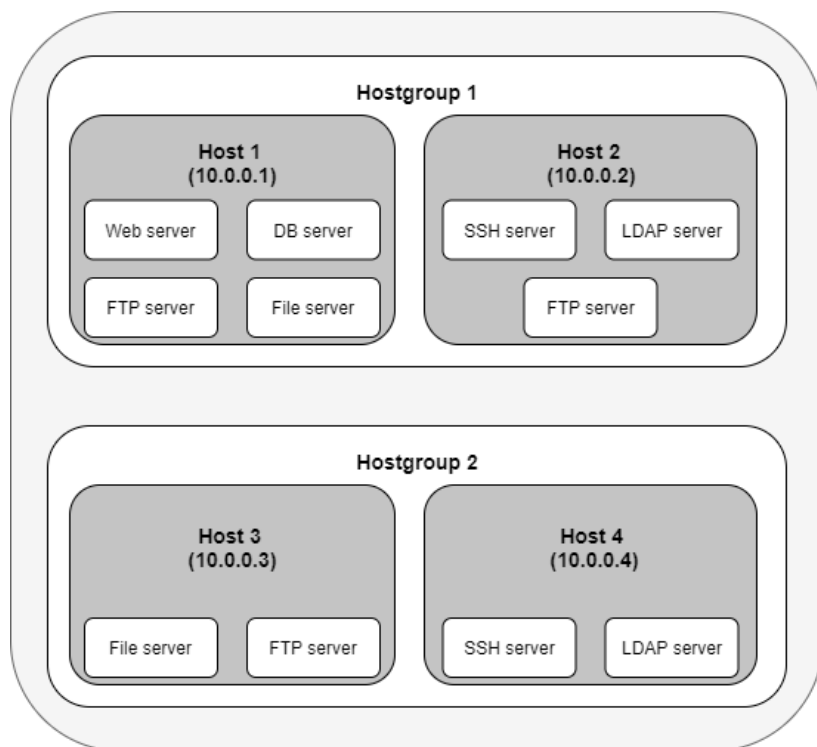 Hostgroup 1
Host 1
(10.0.0.1)
Web server
DB server
FTP server
File server
Host 2
(10.0.0.2)
SSH server
LDAP server
FTP server
Hostgroup 2
Host 3
(10.0.0.3)
File server
FTP server
Host 4
(10.0.0.4)
SSH server
LDAP server